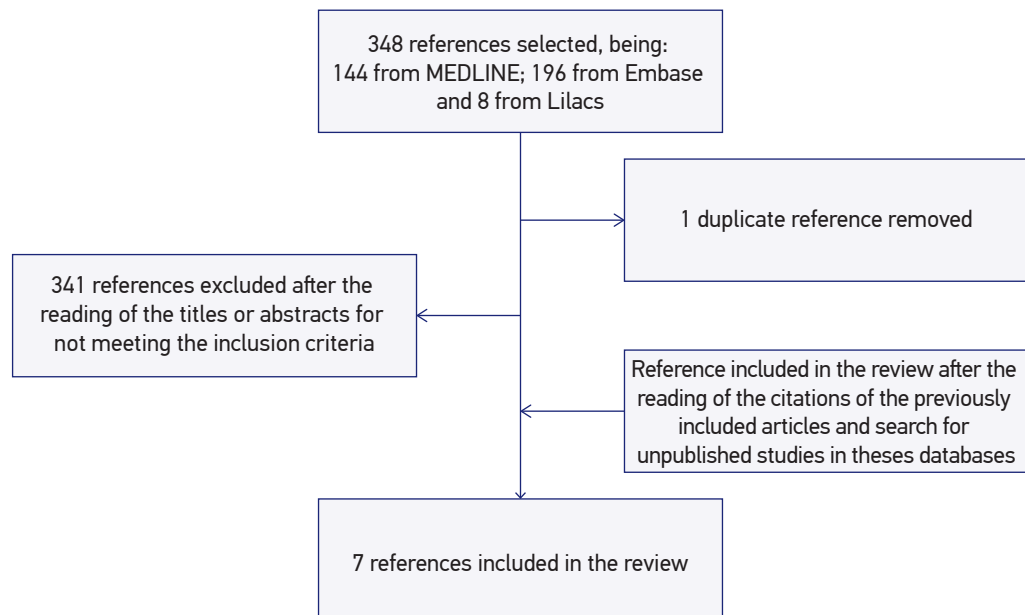 348 references selected, being:
144 from MEDLINE; 196 from Embase
and 8 from Lilacs
1 duplicate reference removed
341 references excluded after the
reading of the titles or abstracts for
not meeting the inclusion criteria
Reference included in the review after the
reading of the citations of the previously
included articles and search for
unpublished studies in theses databases
7 references included in the review